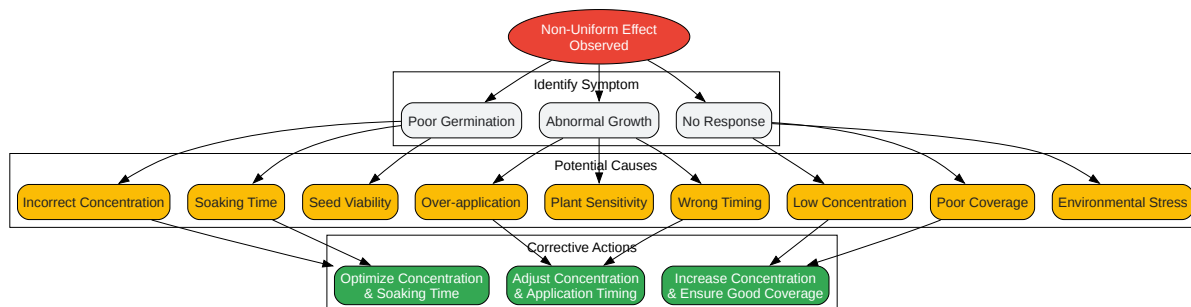 Non-Uniform Effect
Observed
Identify Symptom
Poor Germination
Abnormal Growth
No Response
Potential Causes
Incorrect Concentration
Soaking Time
Seed Viability
Over-application
Plant Sensitivity
Wrong Timing
Low Concentration
Poor Coverage
Environmental Stress
Corrective Actions
Optimize Concentration
& Soaking Time
Adjust Concentration
& Application Timing
Increase Concentration
& Ensure Good Coverage